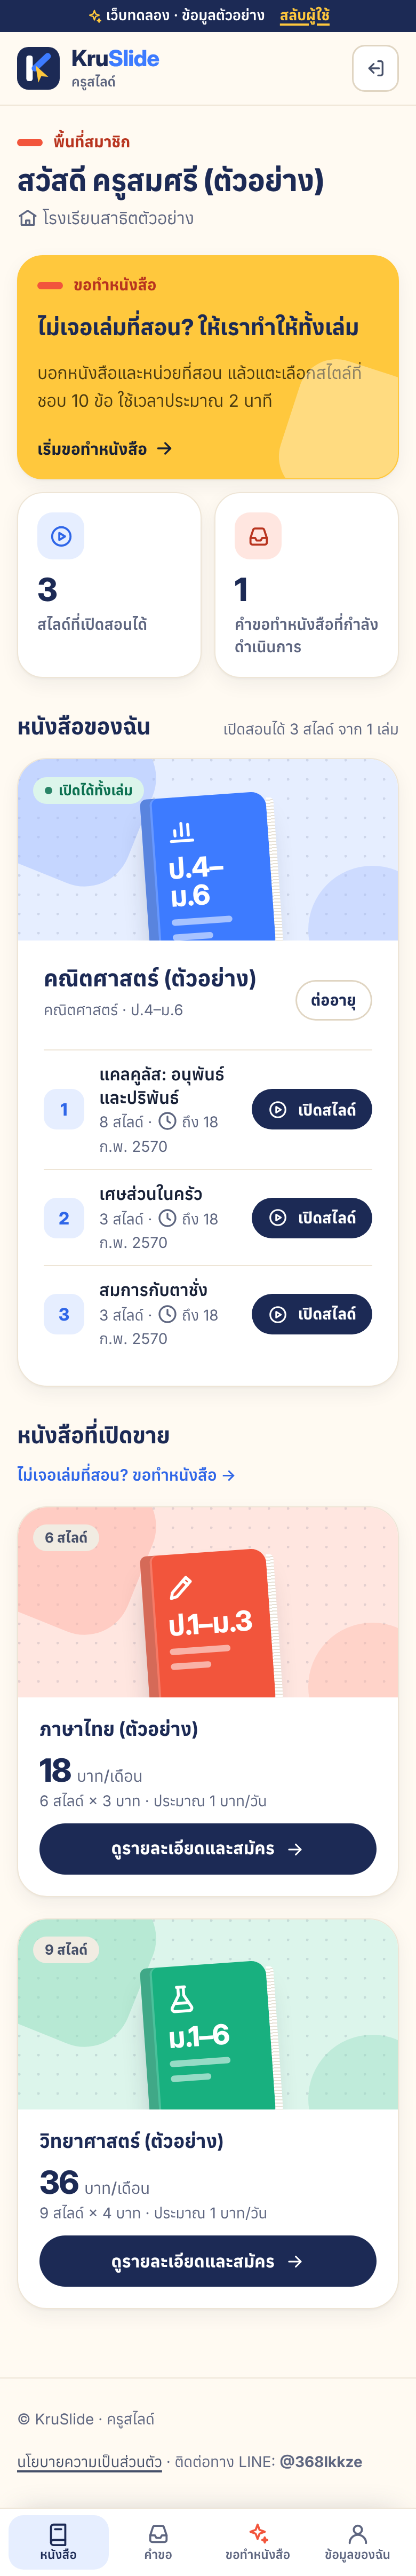 เว็บทดลอง · ข้อมูลตัวอย่าง สลับผู้ใช้
KruSlide
ครูสไลด์
พื้นที่สมาชิก
สวัสดี ครูสมศรี (ตัวอย่าง)
โรงเรียนสาธิตตัวอย่าง
ขอทำหนังสือ
ไม่เจอเล่มที่สอน? ให้เราทำให้ทั้งเล่ม
บอกหนังสือและหน่วยที่สอน แล้วแตะเลือกสไตล์ที่
ชอบ 10 ข้อ ใช้เวลาประมาณ 2 นาที
เริ่มขอทำหนังสือ →
3
สไลด์ที่เปิดสอนได้
1
คำขอทำหนังสือที่กำลัง
ดำเนินการ
หนังสือของฉัน
เปิดสอนได้ 3 สไลด์ จาก 1 เล่ม
เปิดได้ทั้งเล่ม
ป.4–
ม.6
คณิตศาสตร์ (ตัวอย่าง)
คณิตศาสตร์ · ป.4–ม.6
ต่ออายุ
1
แคลคูลัส: อนุพันธ์
และปริพันธ์
8 สไลด์ · ถึง 18
ก.พ. 2570
เปิดสไลด์
2
เศษส่วนในครัว
3 สไลด์ · ถึง 18
ก.พ. 2570
เปิดสไลด์
3
สมการกับตาชั่ง
3 สไลด์ · ถึง 18
ก.พ. 2570
เปิดสไลด์
หนังสือที่เปิดขาย
ไม่เจอเล่มที่สอน? ขอทำหนังสือ →
6 สไลด์
ป.1–ม.3
ภาษาไทย (ตัวอย่าง)
18 บาท/เดือน
6 สไลด์ × 3 บาท · ประมาณ 1 บาท/วัน
ดูรายละเอียดและสมัคร →
9 สไลด์
ม.1–6
วิทยาศาสตร์ (ตัวอย่าง)
36 บาท/เดือน
9 สไลด์ × 4 บาท · ประมาณ 1 บาท/วัน
ดูรายละเอียดและสมัคร →
© KruSlide · ครูสไลด์
นโยบายความเป็นส่วนตัว · ติดต่อทาง LINE: @368lkkze
หนังสือ
คำขอ
ขอทำหนังสือ
ข้อมูลของฉัน